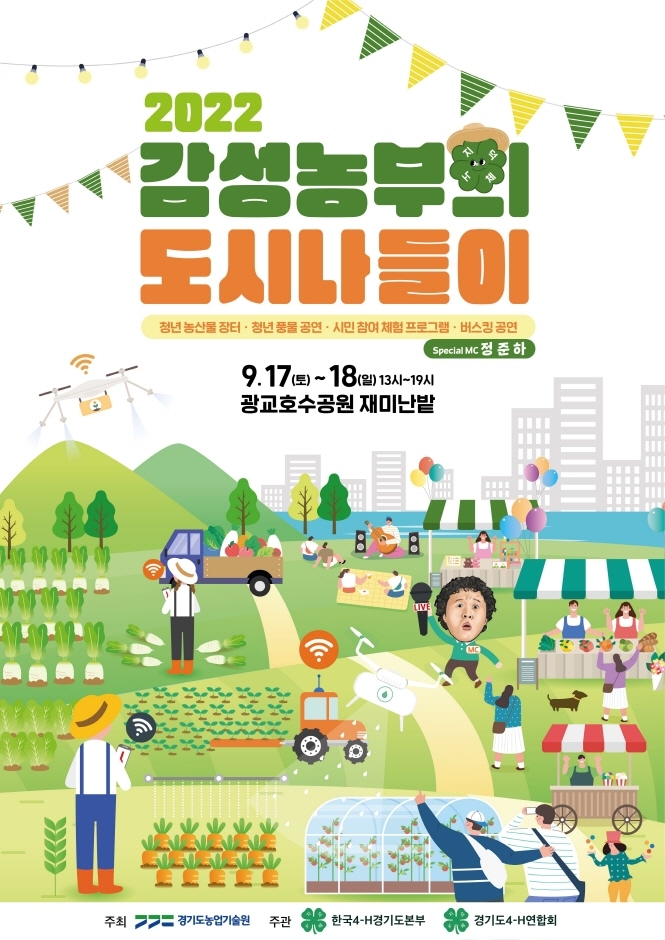 2022
감성농부의
지 덕 노 체
도시나들이
청년 농산물 장터 · 청년 풍물 공연 · 시민 참여 체험 프로그램 · 버스킹 공연
Special MC 정준하
9.17(토) ~ 18(일) 13시~19시
광교호수공원 재미난밭
LIVE
MC
주최 경기도농업기술원 주관 한국4-H경기도본부 경기도4-H연합회